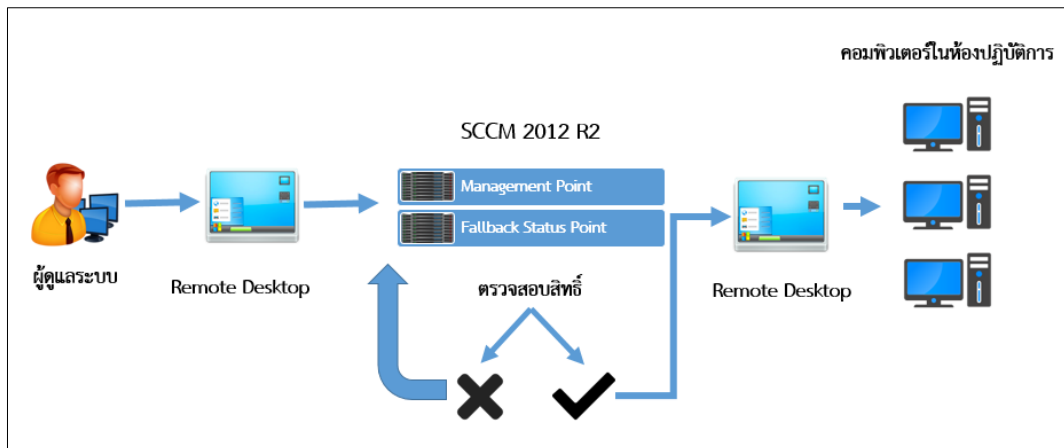 คอมพิวเตอร์ในห้องปฏิบัติการ
SCCM 2012 R2
Management Point
Fallback Status Point
ผู้ดูแลระบบ
Remote Desktop
ตรวจสอบสิทธิ์
Remote Desktop